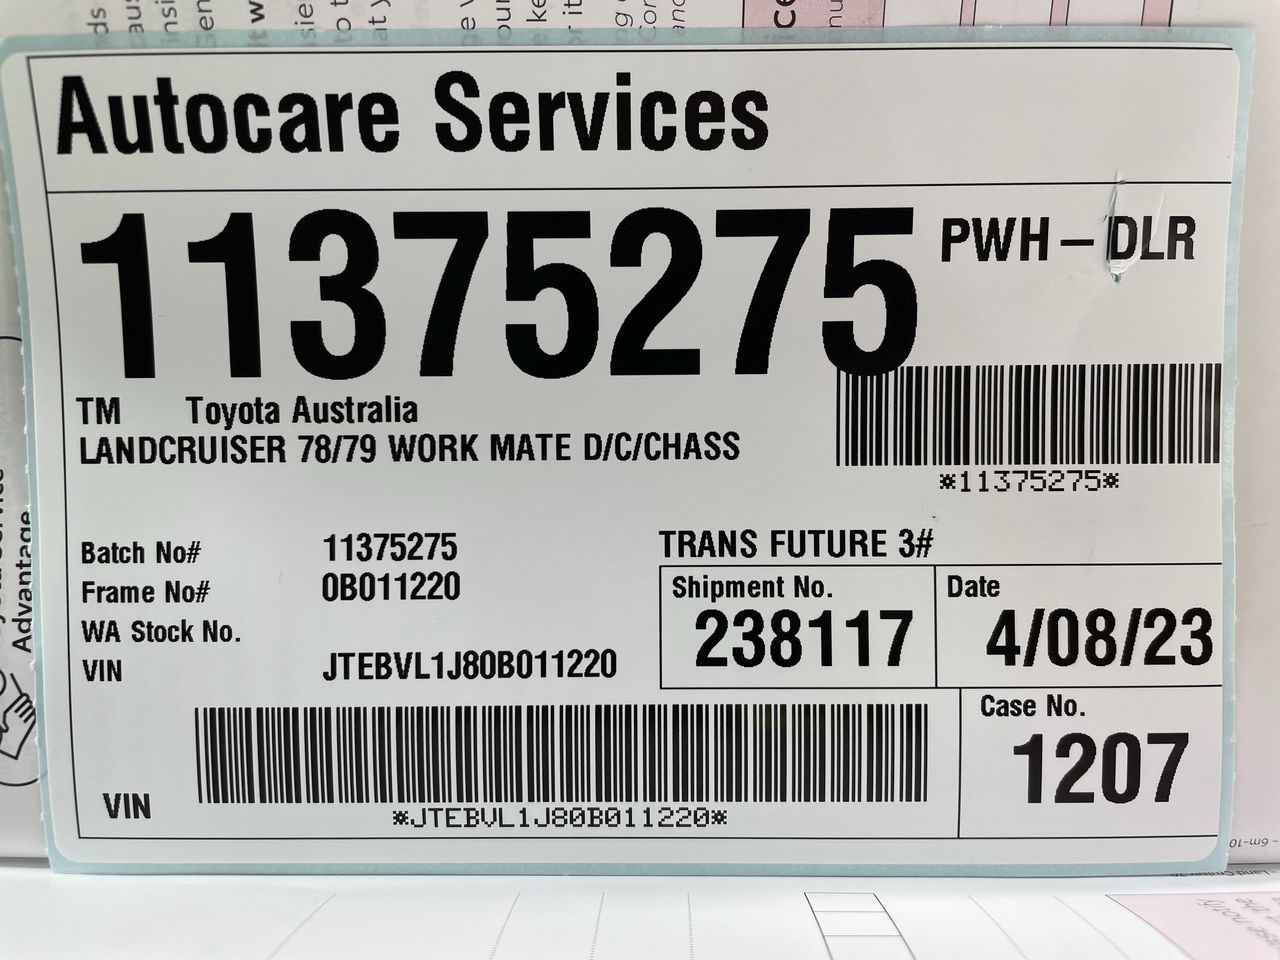 Autocare Services
11375275 PWH – DLR
TM Toyota Australia
LANDCRUISER 78/79 WORK MATE D/C/CHASS
*11375275*
Batch No# 11375275
Frame No# 0B011220
WA Stock No.
VIN JTEBVL1J80B011220
TRANS FUTURE 3#
Shipment No. Date
238117 4/08/23
Case No.
1207
VIN
*JTEBVL1J80B011220*
Advantage